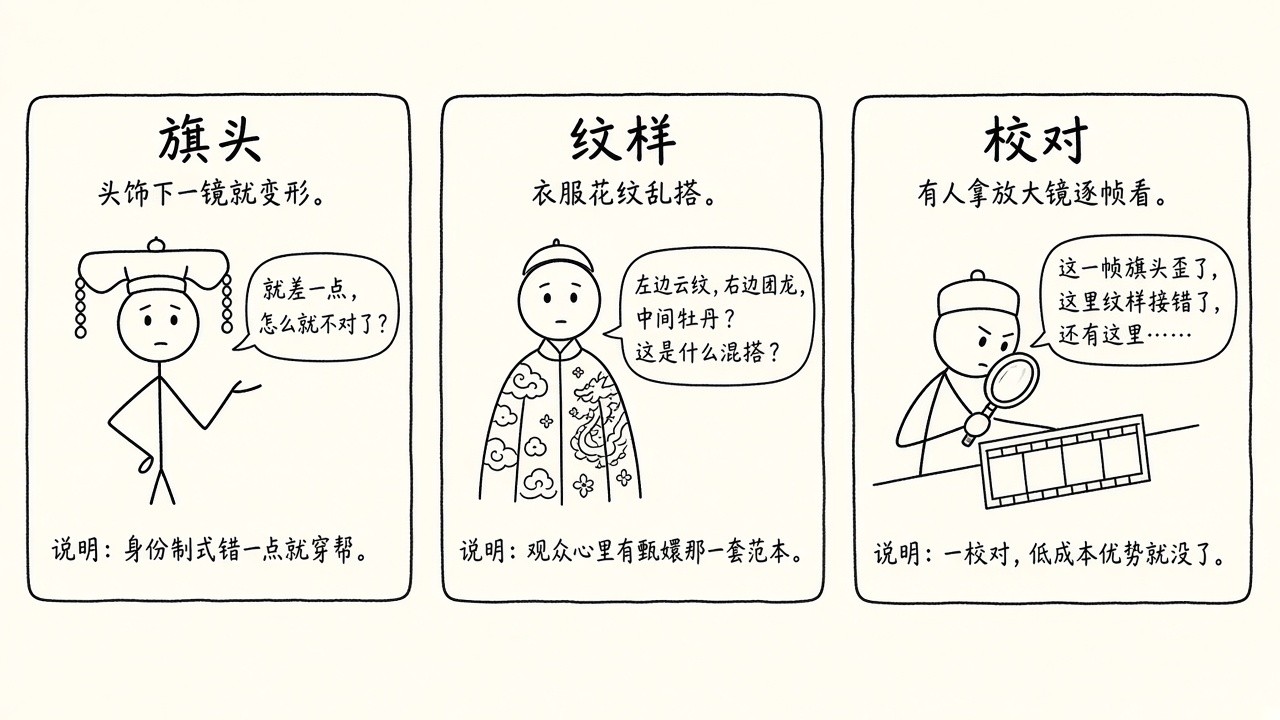 旗头
头饰下一镜就变形。
就差一点，
怎么就不对了？
说明：身份制式错一点就穿帮。
纹样
衣服花纹乱搭。
左边云纹，右边团龙，
中间牡丹？
这是什么混搭？
说明：观众心里有甄嬛那一套范本。
校对
有人拿放大镜逐帧看。
这一帧旗头歪了，
这里纹样接错了，
还有这里……
说明：一校对，低成本优势就没了。